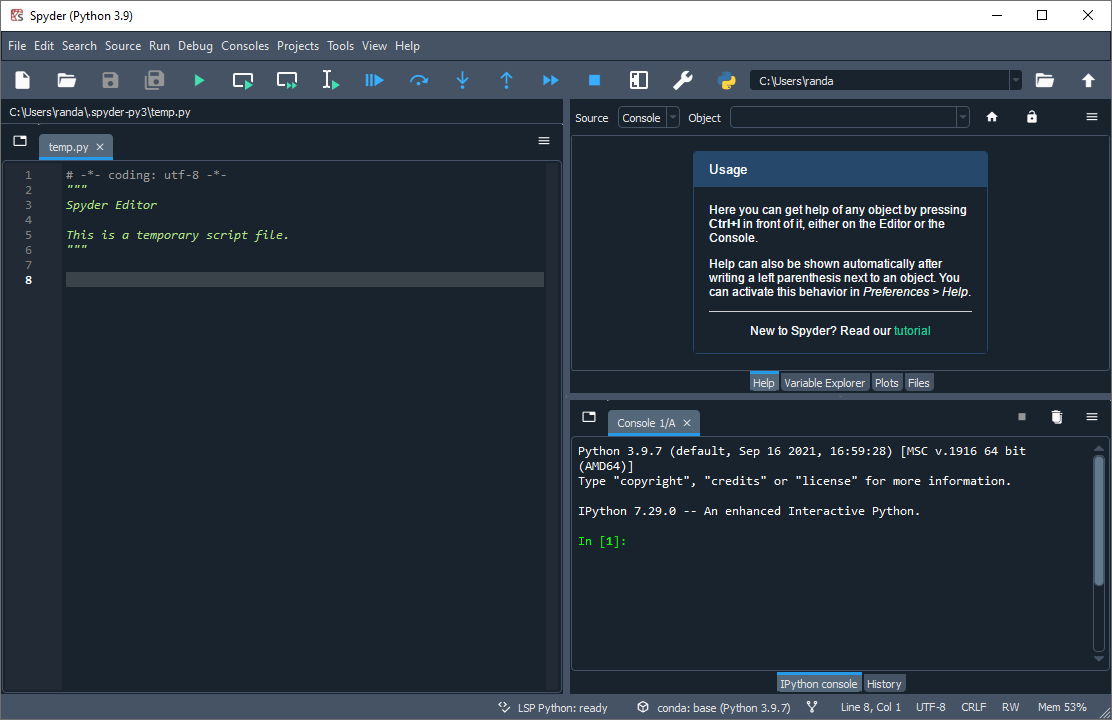 Spyder (Python 3.9)
File Edit Search Source Run Debug Consoles Projects Tools View Help
C:\Users\randa
C:\Users\randa\.spyder-py3\temp.py
temp.py
1 # -*- coding: utf-8 -*-
2 """
3 Spyder Editor
4
5 This is a temporary script file.
6 """
7
8
Source Console Object
Usage
Here you can get help of any object by pressing
Ctrl+I in front of it, either on the Editor or the
Console.
Help can also be shown automatically after
writing a left parenthesis next to an object. You
can activate this behavior in Preferences > Help.
New to Spyder? Read our tutorial
Help Variable Explorer Plots Files
Console 1/A
Python 3.9.7 (default, Sep 16 2021, 16:59:28) [MSC v.1916 64 bit
(AMD64)]
Type "copyright", "credits" or "license" for more information.
IPython 7.29.0 -- An enhanced Interactive Python.
In [1]:
IPython console History
LSP Python: ready conda: base (Python 3.9.7) Line 8, Col 1 UTF-8 CRLF RW Mem 53%